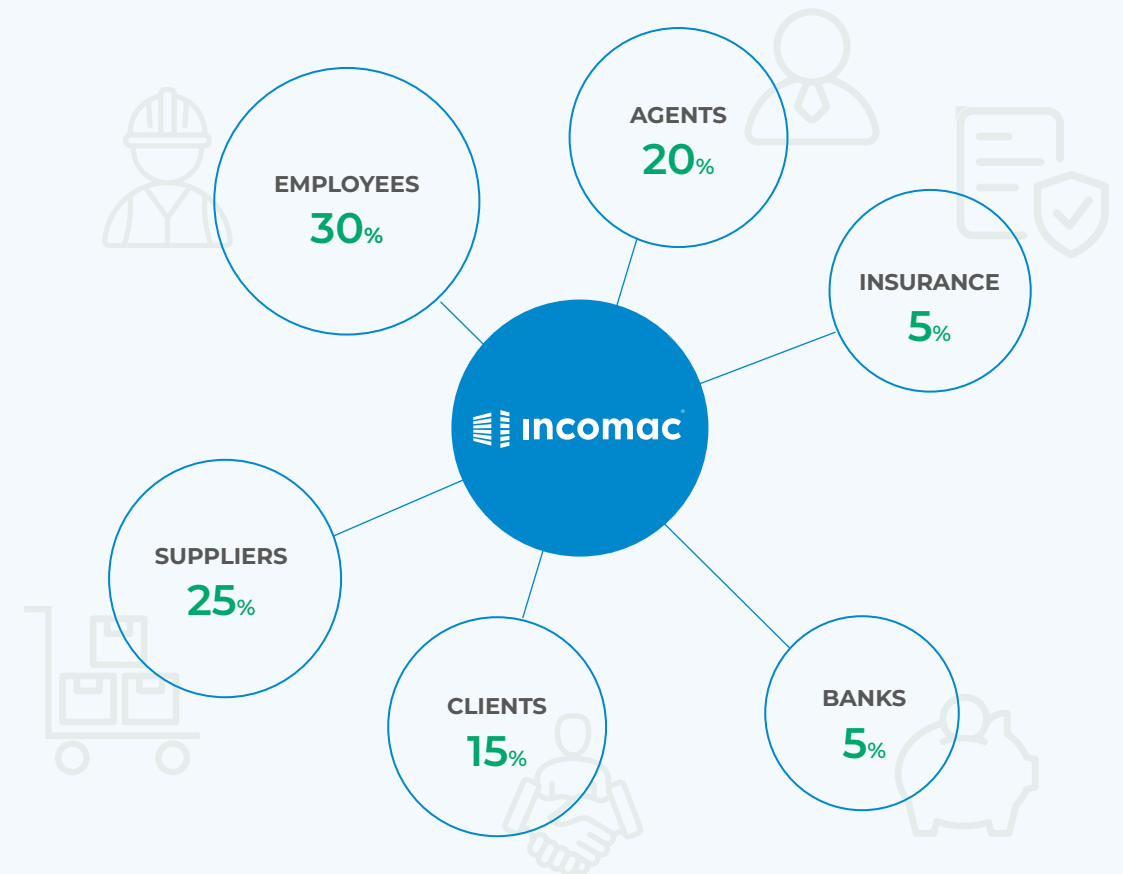 AGENTS
20%
EMPLOYEES
30%
INSURANCE
5%
incomac
SUPPLIERS
25%
CLIENTS
15%
BANKS
5%